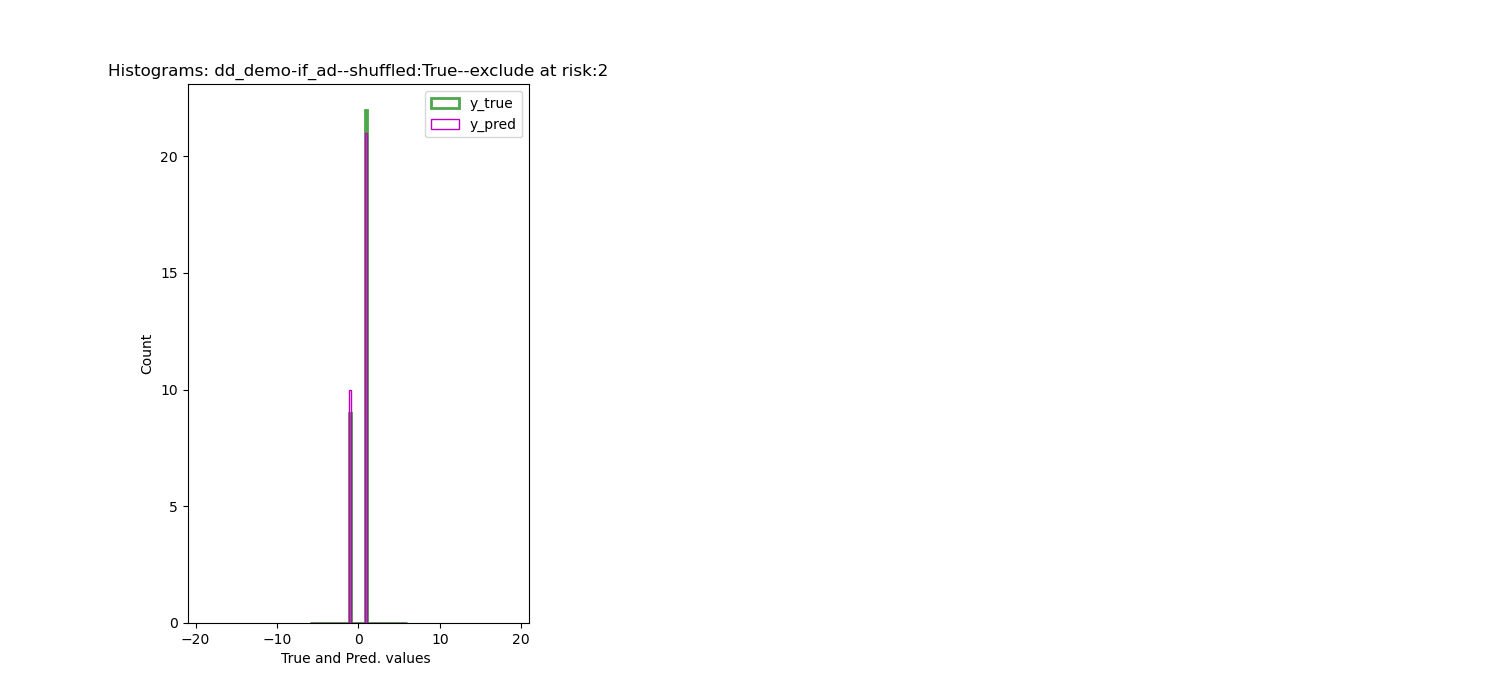 Histograms: dd_demo-if_ad--shuffled:True--exclude at risk:2
y_true
y_pred
20
15
10
5
0
Count
−20
−10
0
10
20
True and Pred. values